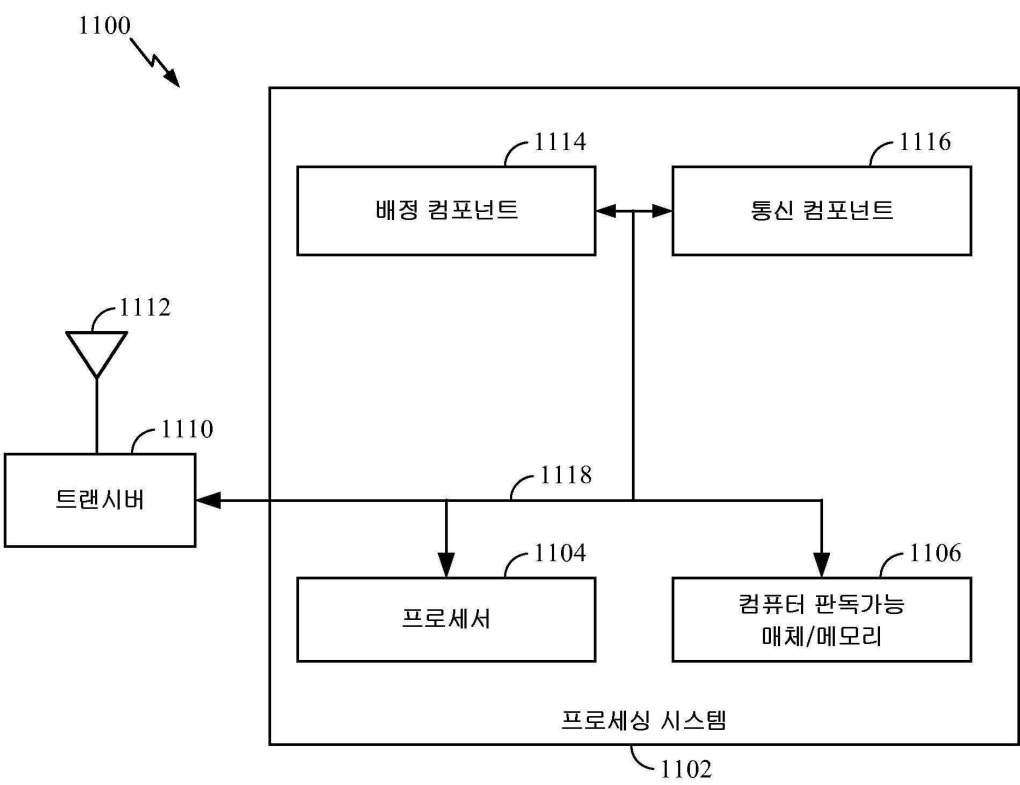 1100
1114
1116
배정 컴포넌트
통신 컴포넌트
1112
1110
트랜시버
1118
1104
1106
프로세서
컴퓨터 판독가능
매체/메모리
프로세싱 시스템
1102